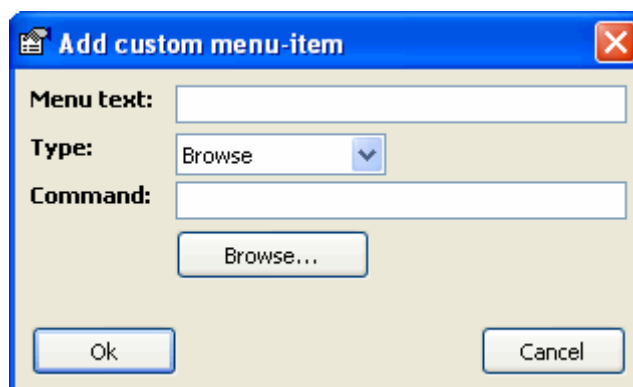 Add custom menu-item
Menu text:
Type: Browse
Command:
Browse...
Ok Cancel